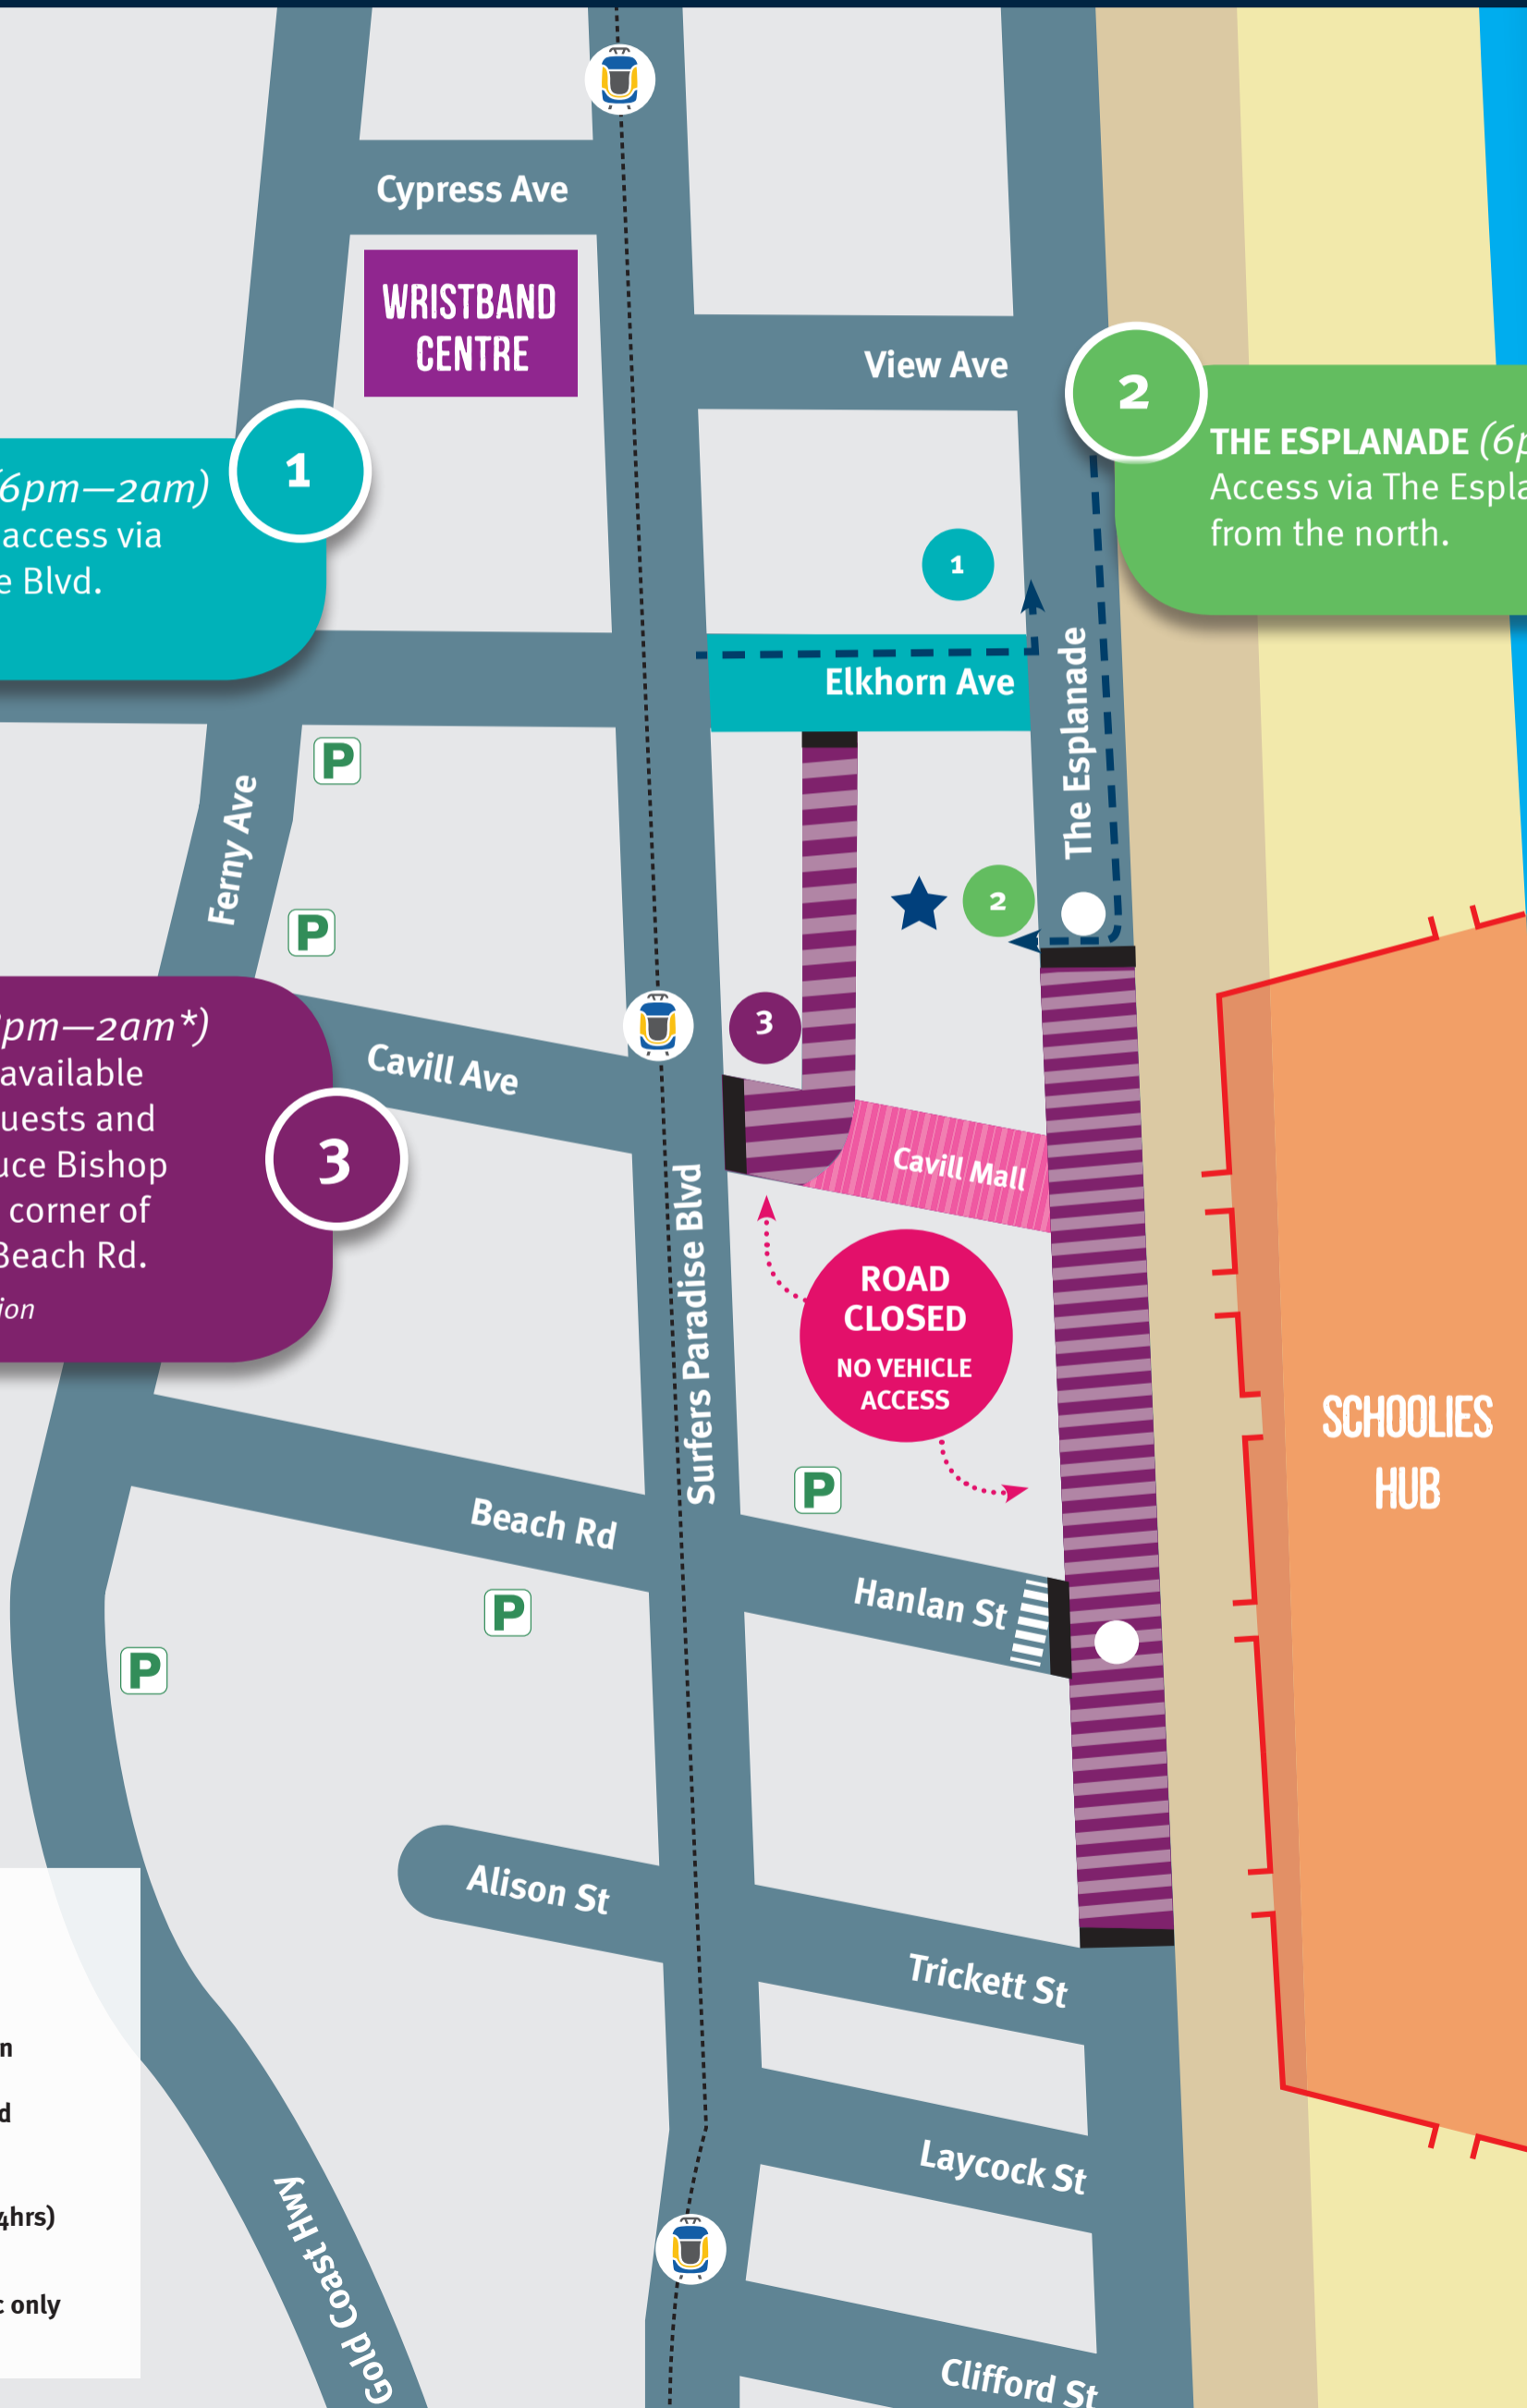 Cypress Ave
WRISTBAND
CENTRE
View Ave
1
(6pm—2am)
access via
e Blvd.
2
THE ESPLANADE (6p
Access via The Espla
from the north.
1
Elkhorn Ave
The Esplanade
P
Ferny Ave
P
2
3
pm—2am*)
available
uests and
uce Bishop
corner of
Beach Rd.
ion
3
Cavill Ave
Cavill Mall
Surfers Paradise Blvd
ROAD
CLOSED
NO VEHICLE
ACCESS
SCHOOLIES
HUB
P
Beach Rd
Hanlan St
P
P
Alison St
Trickett St
n
d
4hrs)
c only
Laycock St
Gold Coast Hwy
Clifford St